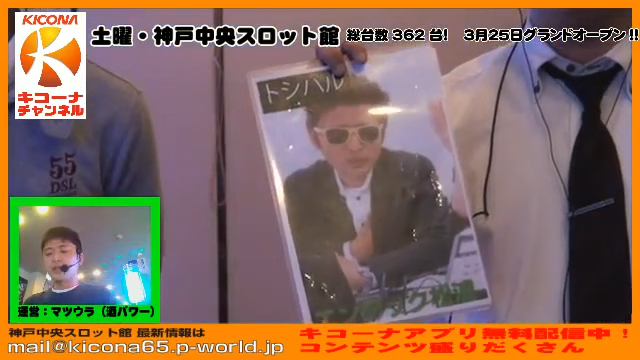 KICONA
キコーナ
チャンネル
土曜・神戸中央スロット館 総台数362台! 3月25日グランドオープン!!
トシハル
55
DSL
運営:マツウラ(酒パワー)
神戸中央スロット館 最新情報は
mail@kicona65.p-world.jp
キコーナアプリ無料配信中!
コンテンツ盛りだくさん